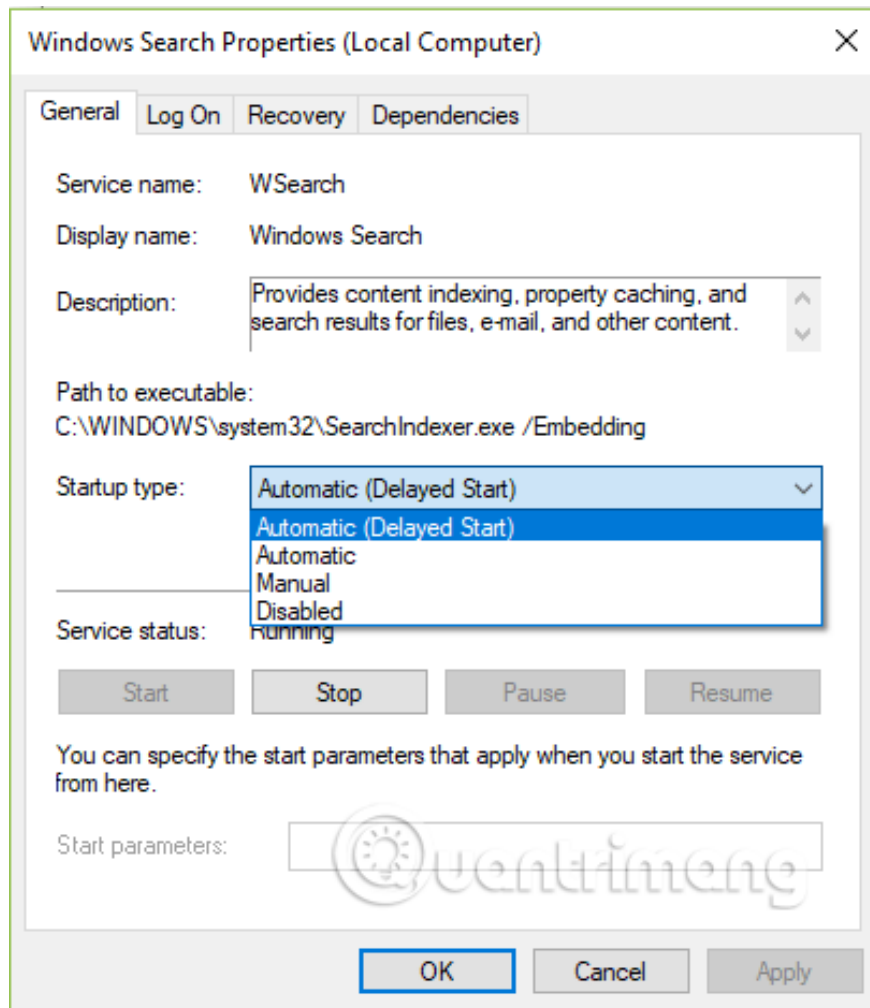 Windows Search Properties (Local Computer)
General Log On Recovery Dependencies
Service name: WSearch
Display name: Windows Search
Description: Provides content indexing, property caching, and
search results for files, e-mail, and other content.
Path to executable:
C:\WINDOWS\system32\SearchIndexer.exe /Embedding
Startup type: Automatic (Delayed Start)
Automatic (Delayed Start)
Automatic
Manual
Disabled
Service status: Running
Start Stop Pause Resume
You can specify the start parameters that apply when you start the service
from here.
Start parameters:
Quantrimang
OK Cancel Apply